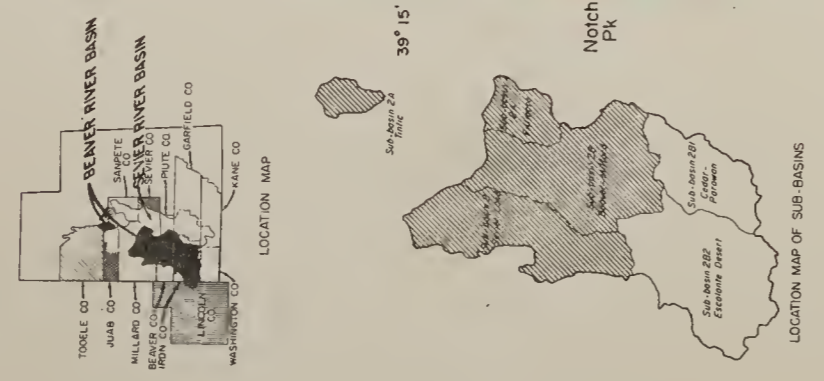 BEAVER RIVER BASIN
SEVIER RIVER BASIN
TOOELE CO
JUAB CO
MILLARD CO
BEAVER CO
IRON CO
WASHINGTON CO
LINCOLN
CO.
SANPETE
CO
SEVIER CO
PIUTE CO.
GARFIELD CO
KANE CO
LOCATION MAP
39° 15'
Sub-basin 2A
Tintic
Notch
Pk
Sub-basin
Sub-basin 2B1
Cedar-
Parowan
Sub-basin 2B2
Escalante Desert
LOCATION MAP OF SUB-BASINS